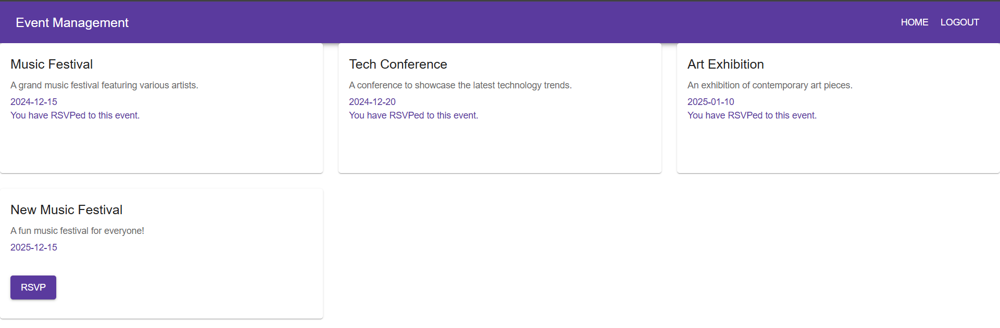 Event Management
HOME LOGOUT
Music Festival
A grand music festival featuring various artists.
2024-12-15
You have RSVPed to this event.
Tech Conference
A conference to showcase the latest technology trends.
2024-12-20
You have RSVPed to this event.
Art Exhibition
An exhibition of contemporary art pieces.
2025-01-10
You have RSVPed to this event.
New Music Festival
A fun music festival for everyone!
2025-12-15
RSVP